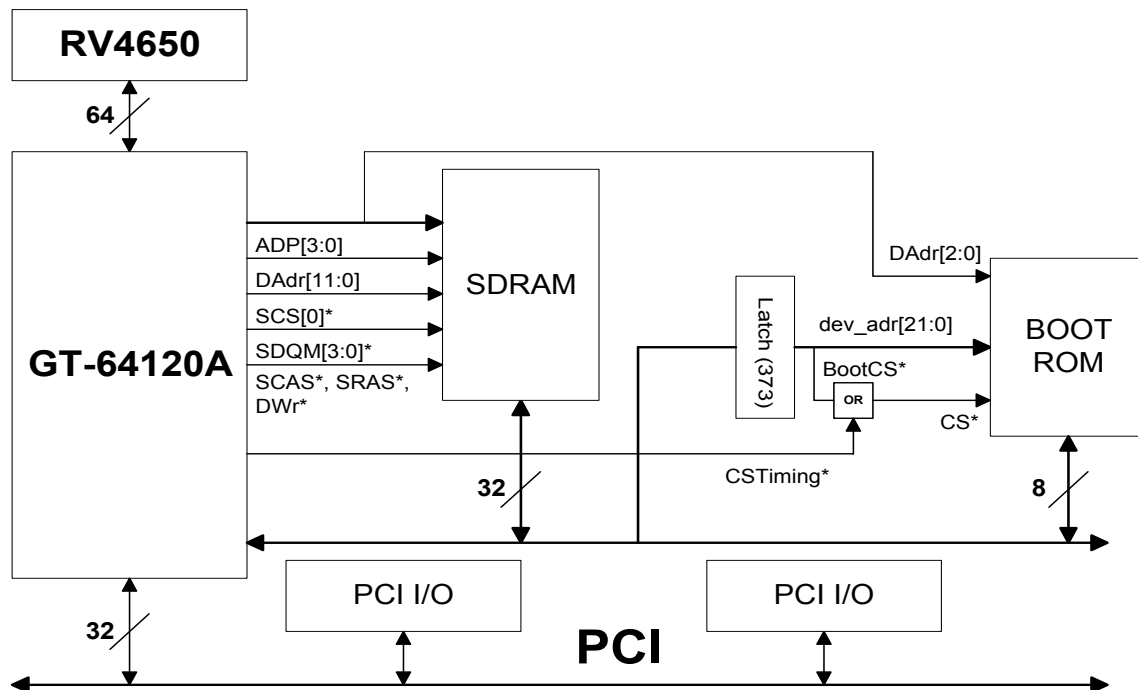 RV4650
64
GT-64120A
ADP[3:0]
DAdr[11:0]
SCS[0]*
SDQM[3:0]*
SCAS*, SRAS*,
DWr*
SDRAM
DAdr[2:0]
Latch (373)
dev_adr[21:0]
BootCS*
OR
CS*
BOOT
ROM
CSTiming*
32
8
PCI I/O
PCI I/O
32
PCI